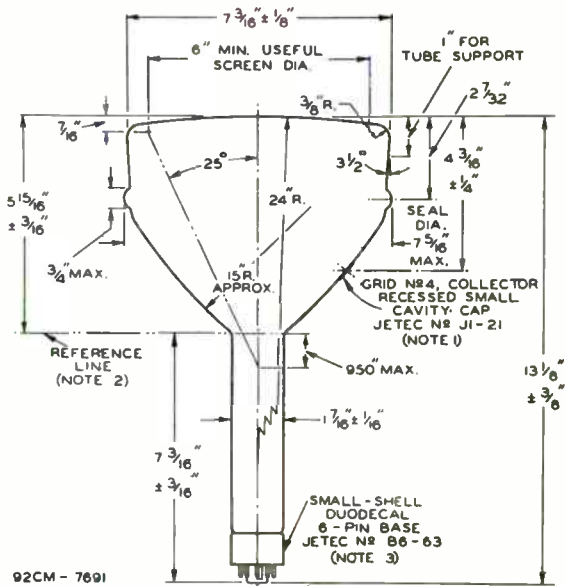 7 3/16" ± 1/8"
6" MIN. USEFUL
SCREEN DIA.
1" FOR
TUBE SUPPORT
7/16"
3/8" R.
2 7/32"
25°
3 1/2°
4 3/16"
± 1/4"
5 15/16"
± 3/16"
24" R.
SEAL
DIA.
7 5/16"
MAX.
3/4" MAX.
15" R.
APPROX.
GRID Nº4, COLLECTOR
RECESSED SMALL
CAVITY CAP
JETEC Nº J1-21
(NOTE 1)
REFERENCE
LINE
(NOTE 2)
.950" MAX.
13 1/8"
± 3/8"
1 7/16" ± 1/16"
7 3/16"
± 3/16"
SMALL-SHELL
DUODECAL
6-PIN BASE
JETEC Nº B6-63
(NOTE 3)
92CM-7691